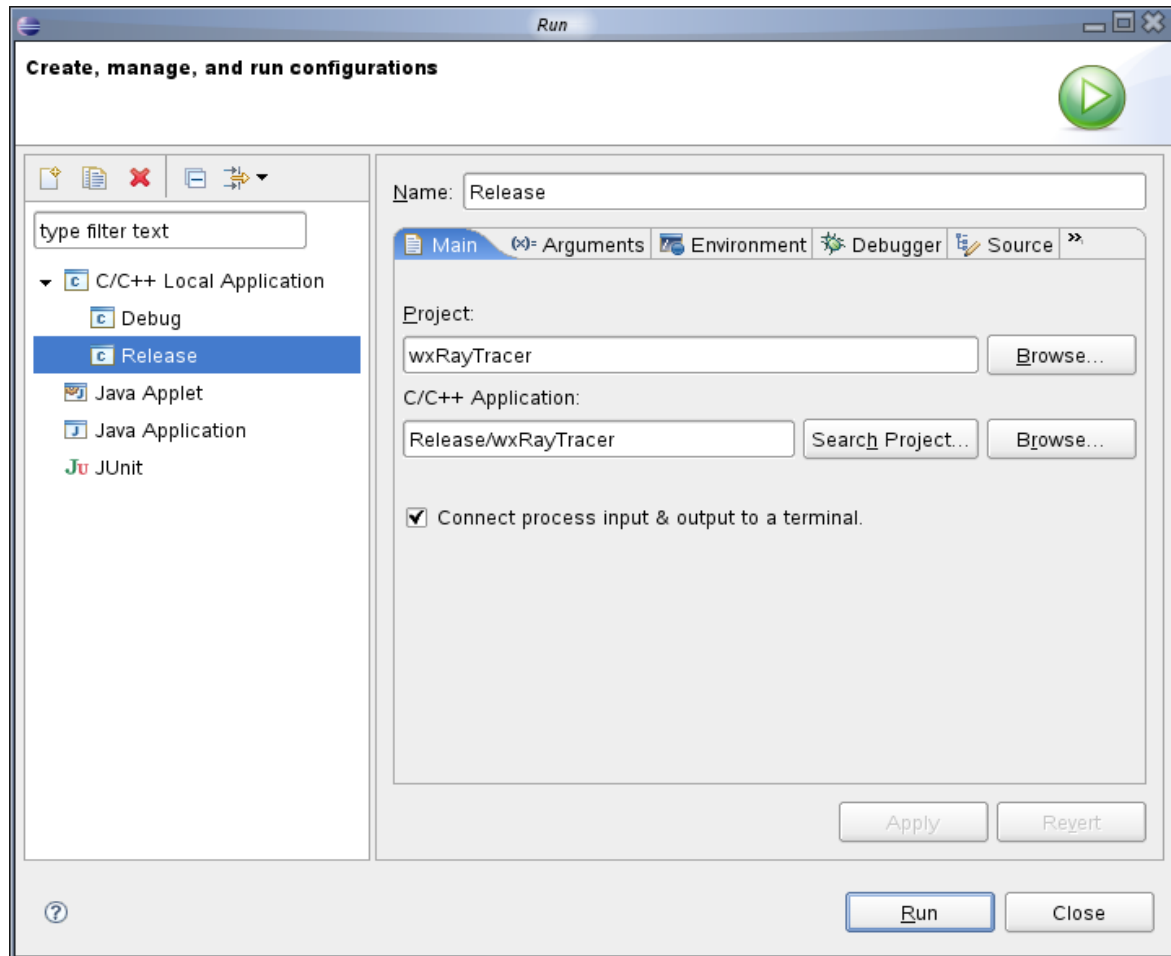 Run
Create, manage, and run configurations
type filter text
C/C++ Local Application
Debug
Release
Java Applet
Java Application
Ju JUnit
Name: Release
Main (x)= Arguments Environment Debugger Source »
Project:
wxRayTracer Browse...
C/C++ Application:
Release/wxRayTracer Search Project... Browse...
Connect process input & output to a terminal.
Apply Revert
? Run Close